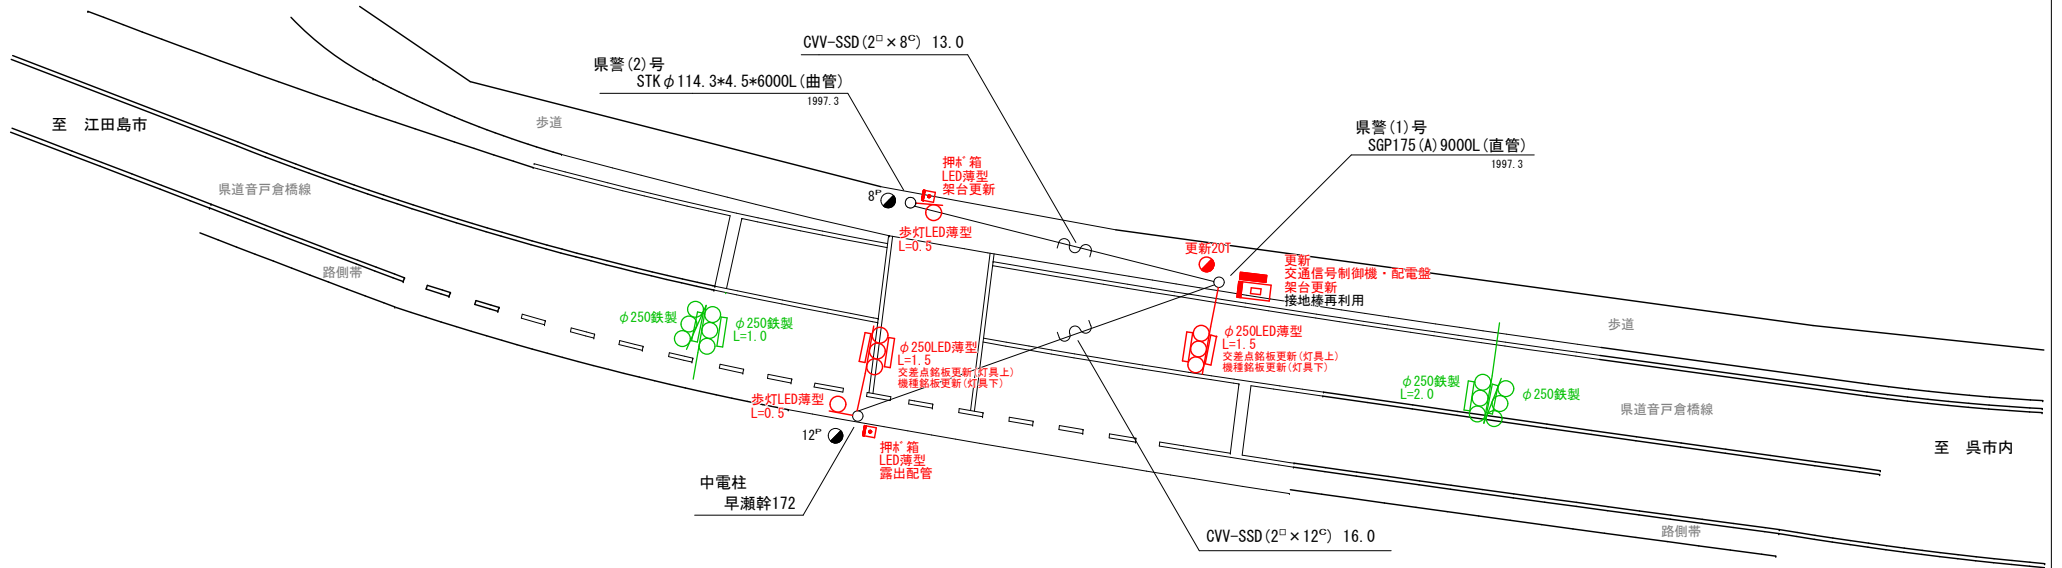 CVV-SSD(2□×8C) 13.0
県警(2)号
STKφ114.3*4.5*6000L(曲管)
1997.3
至 江田島市
歩道
県道音戸倉橋線
路側帯
8P
押ボ箱
LED薄型
架台更新
歩灯LED薄型
L=0.5
県警(1)号
SGP175(A)9000L(直管)
1997.3
更新20T
更新
交通信号制御機・配電盤
架台更新
接地棒再利用
歩道
φ250鉄製
φ250鉄製
L=1.0
φ250LED薄型
L=1.5
交差点銘板更新(灯具上)
機種銘板更新(灯具下)
φ250LED薄型
L=1.5
交差点銘板更新(灯具上)
機種銘板更新(灯具下)
φ250鉄製
L=2.0
φ250鉄製
歩灯LED薄型
L=0.5
12P
押ボ箱
LED薄型
露出配管
県道音戸倉橋線
至 呉市内
中電柱
早瀬幹172
CVV-SSD(2□×12C) 16.0
路側帯